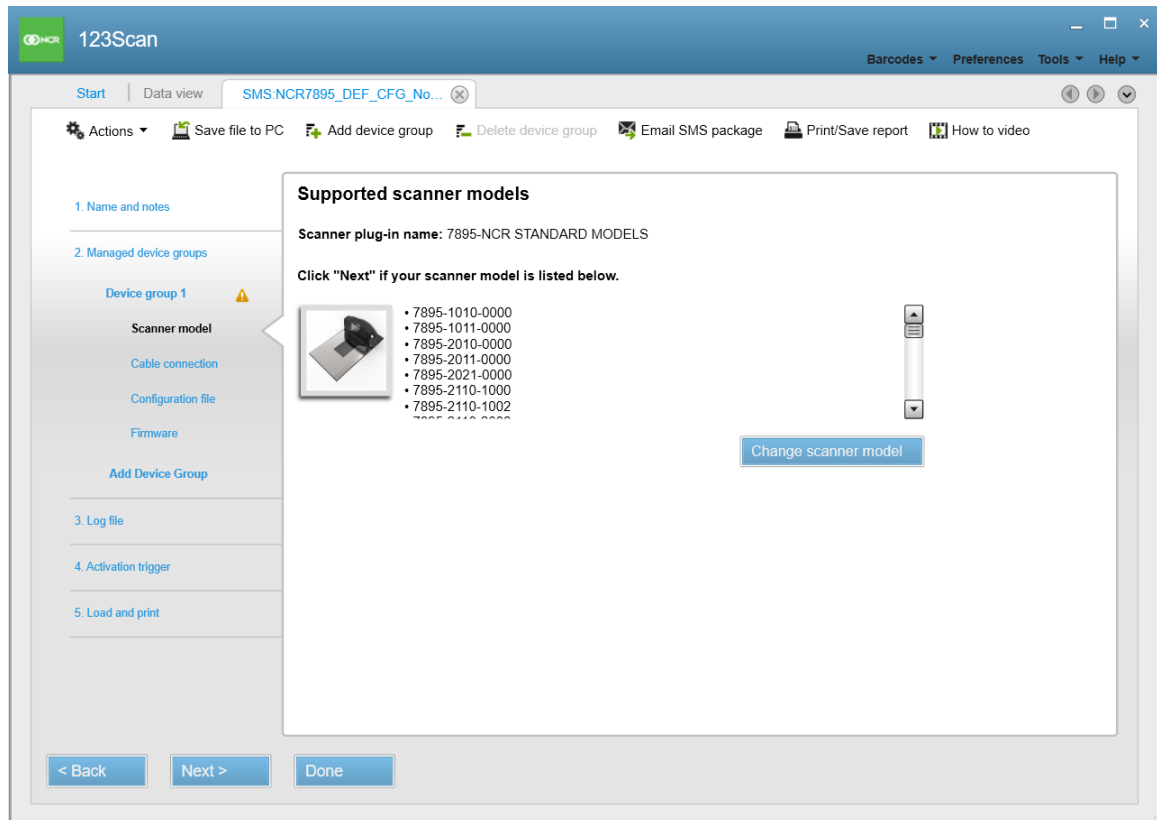 NCR 123Scan
Barcodes Preferences Tools Help
Start Data view SMS:NCR7895_DEF_CFG_No...
Actions Save file to PC Add device group Delete device group Email SMS package Print/Save report How to video
1. Name and notes
2. Managed device groups
Device group 1
Scanner model
Cable connection
Configuration file
Firmware
Add Device Group
3. Log file
4. Activation trigger
5. Load and print
Supported scanner models
Scanner plug-in name: 7895-NCR STANDARD MODELS
Click "Next" if your scanner model is listed below.
• 7895-1010-0000
• 7895-1011-0000
• 7895-2010-0000
• 7895-2011-0000
• 7895-2021-0000
• 7895-2110-1000
• 7895-2110-1002
Change scanner model
< Back Next > Done